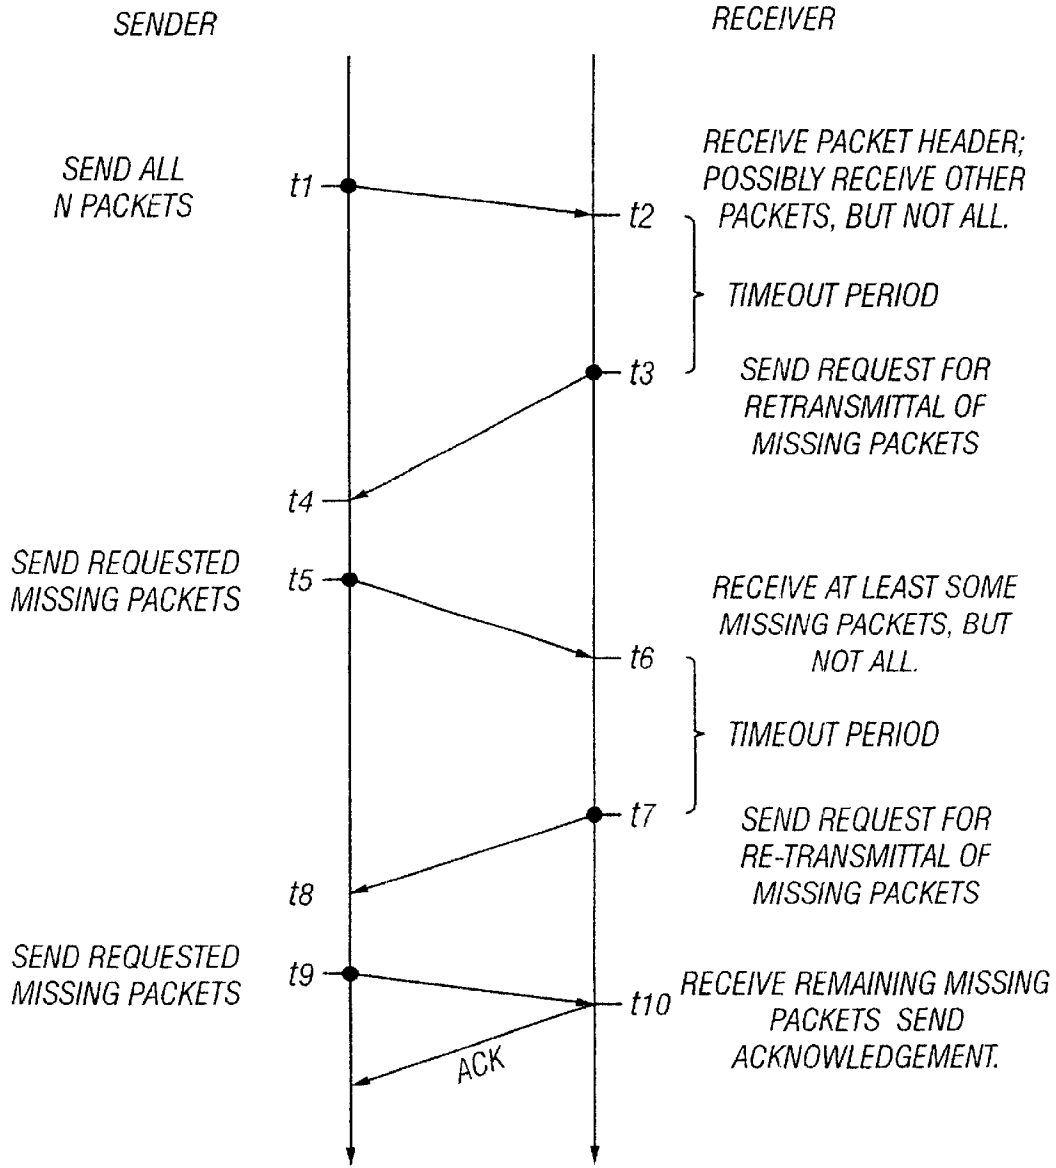 SENDER
RECEIVER
SEND ALL
N PACKETS
t1
t2
RECEIVE PACKET HEADER;
POSSIBLY RECEIVE OTHER
PACKETS, BUT NOT ALL.
TIMEOUT PERIOD
t3
SEND REQUEST FOR
RETRANSMITTAL OF
MISSING PACKETS
t4
SEND REQUESTED
MISSING PACKETS
t5
t6
RECEIVE AT LEAST SOME
MISSING PACKETS, BUT
NOT ALL.
TIMEOUT PERIOD
t7
SEND REQUEST FOR
RE-TRANSMITTAL OF
MISSING PACKETS
t8
SEND REQUESTED
MISSING PACKETS
t9
t10
RECEIVE REMAINING MISSING
PACKETS SEND
ACKNOWLEDGEMENT.
ACK